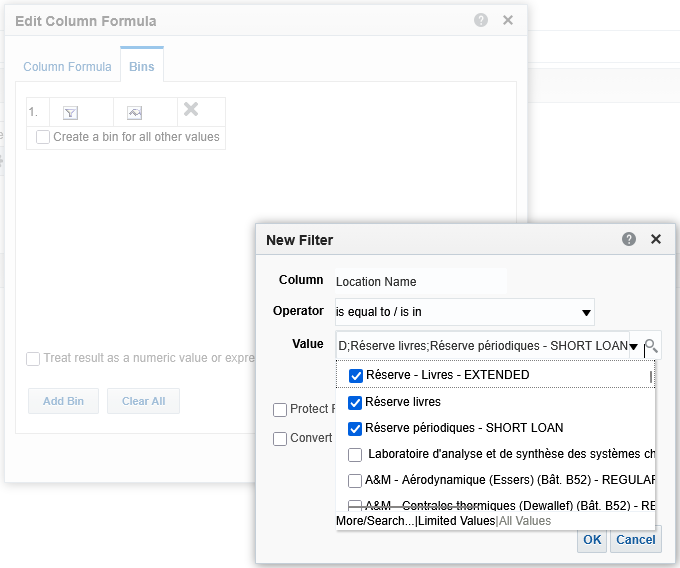 Edit Column Formula
Column Formula
Bins
1.
Create a bin for all other values
Treat result as a numeric value or expre
Add Bin
Clear All
New Filter
Column
Location Name
Operator
is equal to / is in
Value
D;Réserve livres;Réserve périodiques - SHORT LOAN
Réserve - Livres - EXTENDED
Réserve livres
Réserve périodiques - SHORT LOAN
Laboratoire d'analyse et de synthèse des systèmes ch
A&M - Aérodynamique (Essers) (Bât. B52) - REGULAR
A&M - Contrales thermiques (Dewallef) (Bât. B52) - RE
More/Search...|Limited Values|All Values
Protect
Convert
OK
Cancel